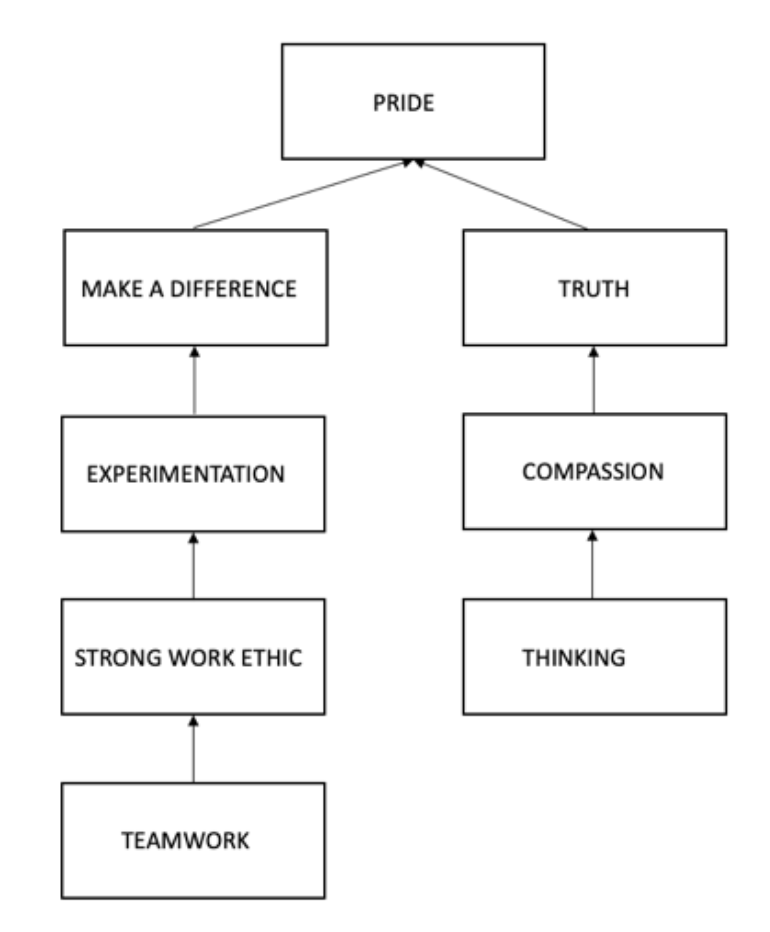 PRIDE
MAKE A DIFFERENCE
TRUTH
EXPERIMENTATION
COMPASSION
STRONG WORK ETHIC
THINKING
TEAMWORK